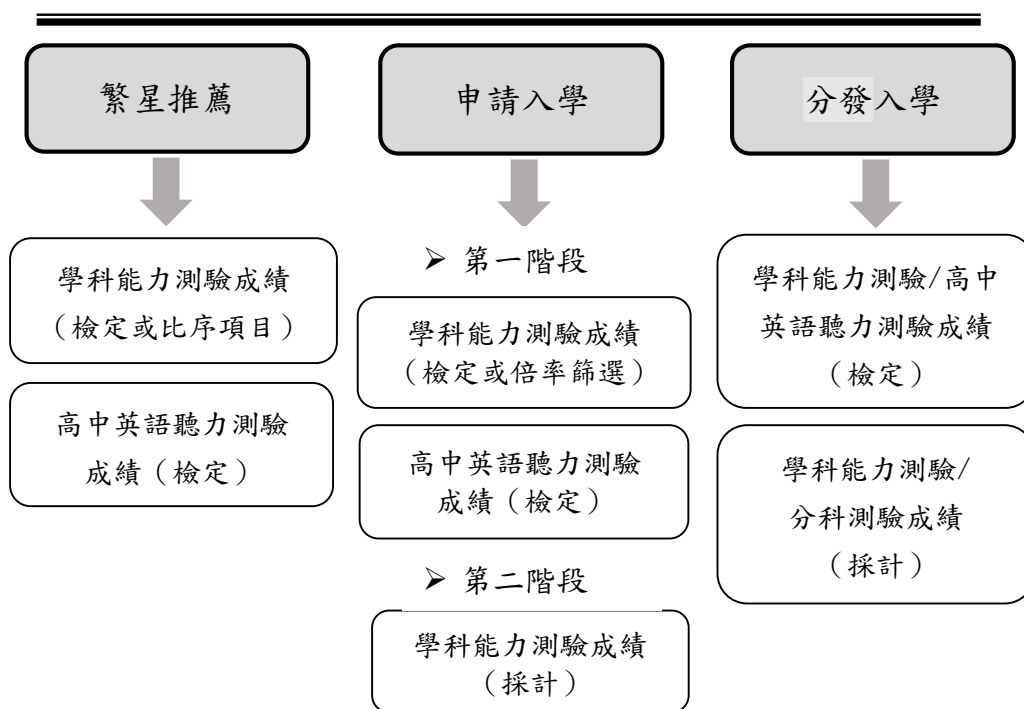 繁星推薦
學科能力測驗成績
（檢定或比序項目）
高中英語聽力測驗
成績（檢定）
申請入學
➢ 第一階段
學科能力測驗成績
（檢定或倍率篩選）
高中英語聽力測驗
成績（檢定）
➢ 第二階段
學科能力測驗成績
（採計）
分發入學
學科能力測驗/高中
英語聽力測驗成績
（檢定）
學科能力測驗/
分科測驗成績
（採計）